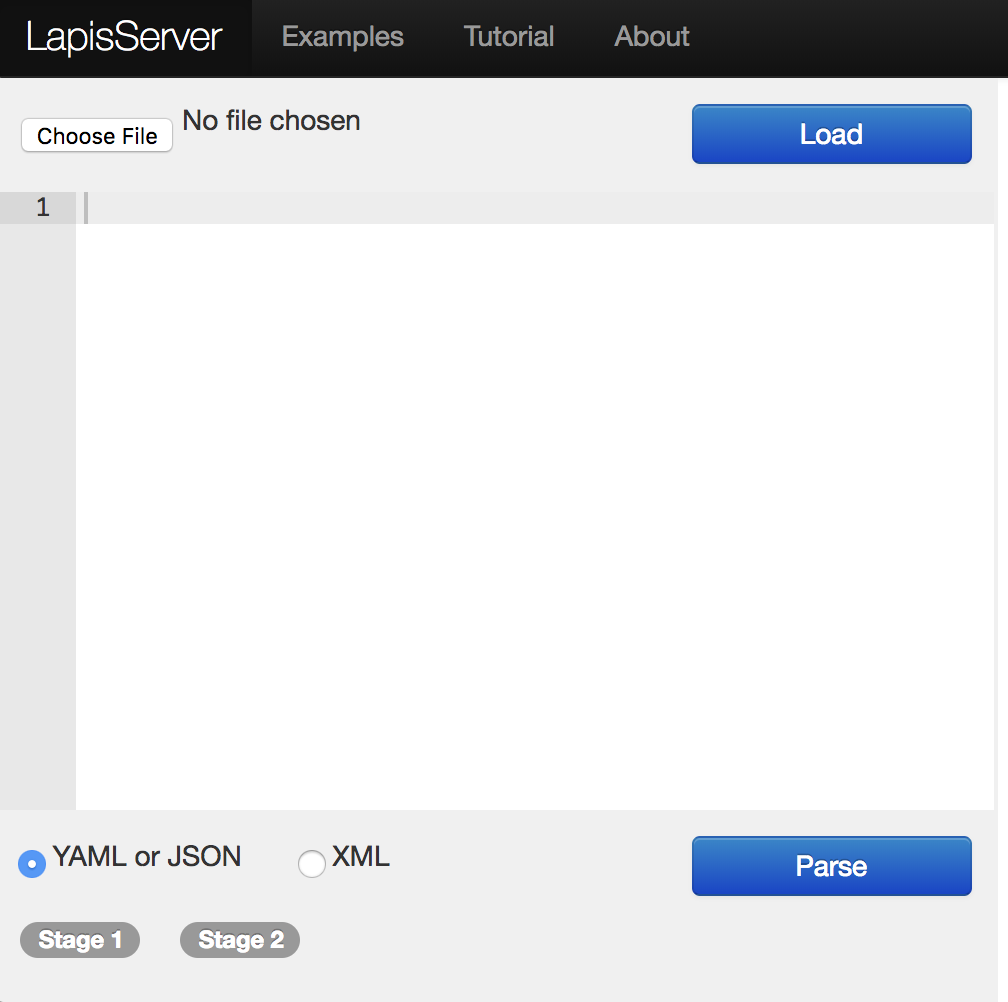 LapisServer Examples Tutorial About
Choose File No file chosen Load
1
YAML or JSON XML Parse
Stage 1 Stage 2